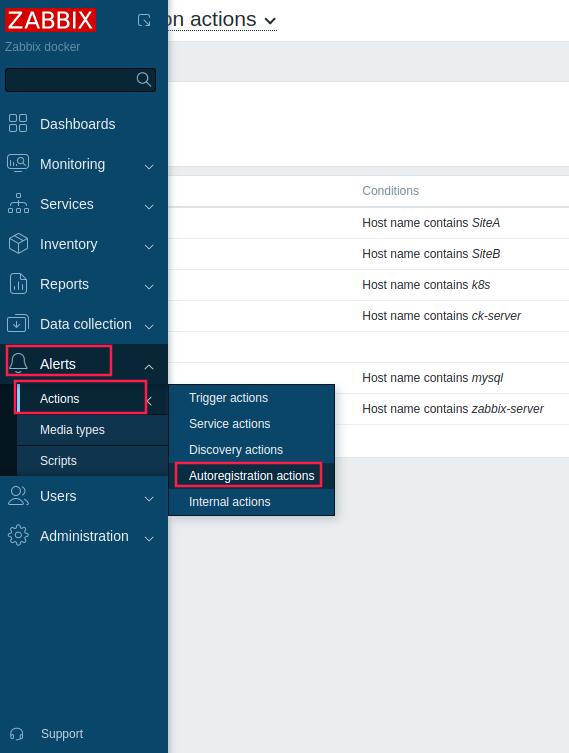 ZABBIX
on actions
Zabbix docker
Dashboards
Monitoring
Services
Inventory
Reports
Data collection
Alerts
Actions
Media types
Scripts
Users
Administration
Support
Trigger actions
Service actions
Discovery actions
Autoregistration actions
Internal actions
Conditions
Host name contains SiteA
Host name contains SiteB
Host name contains k8s
Host name contains ck-server
Host name contains mysql
Host name contains zabbix-server